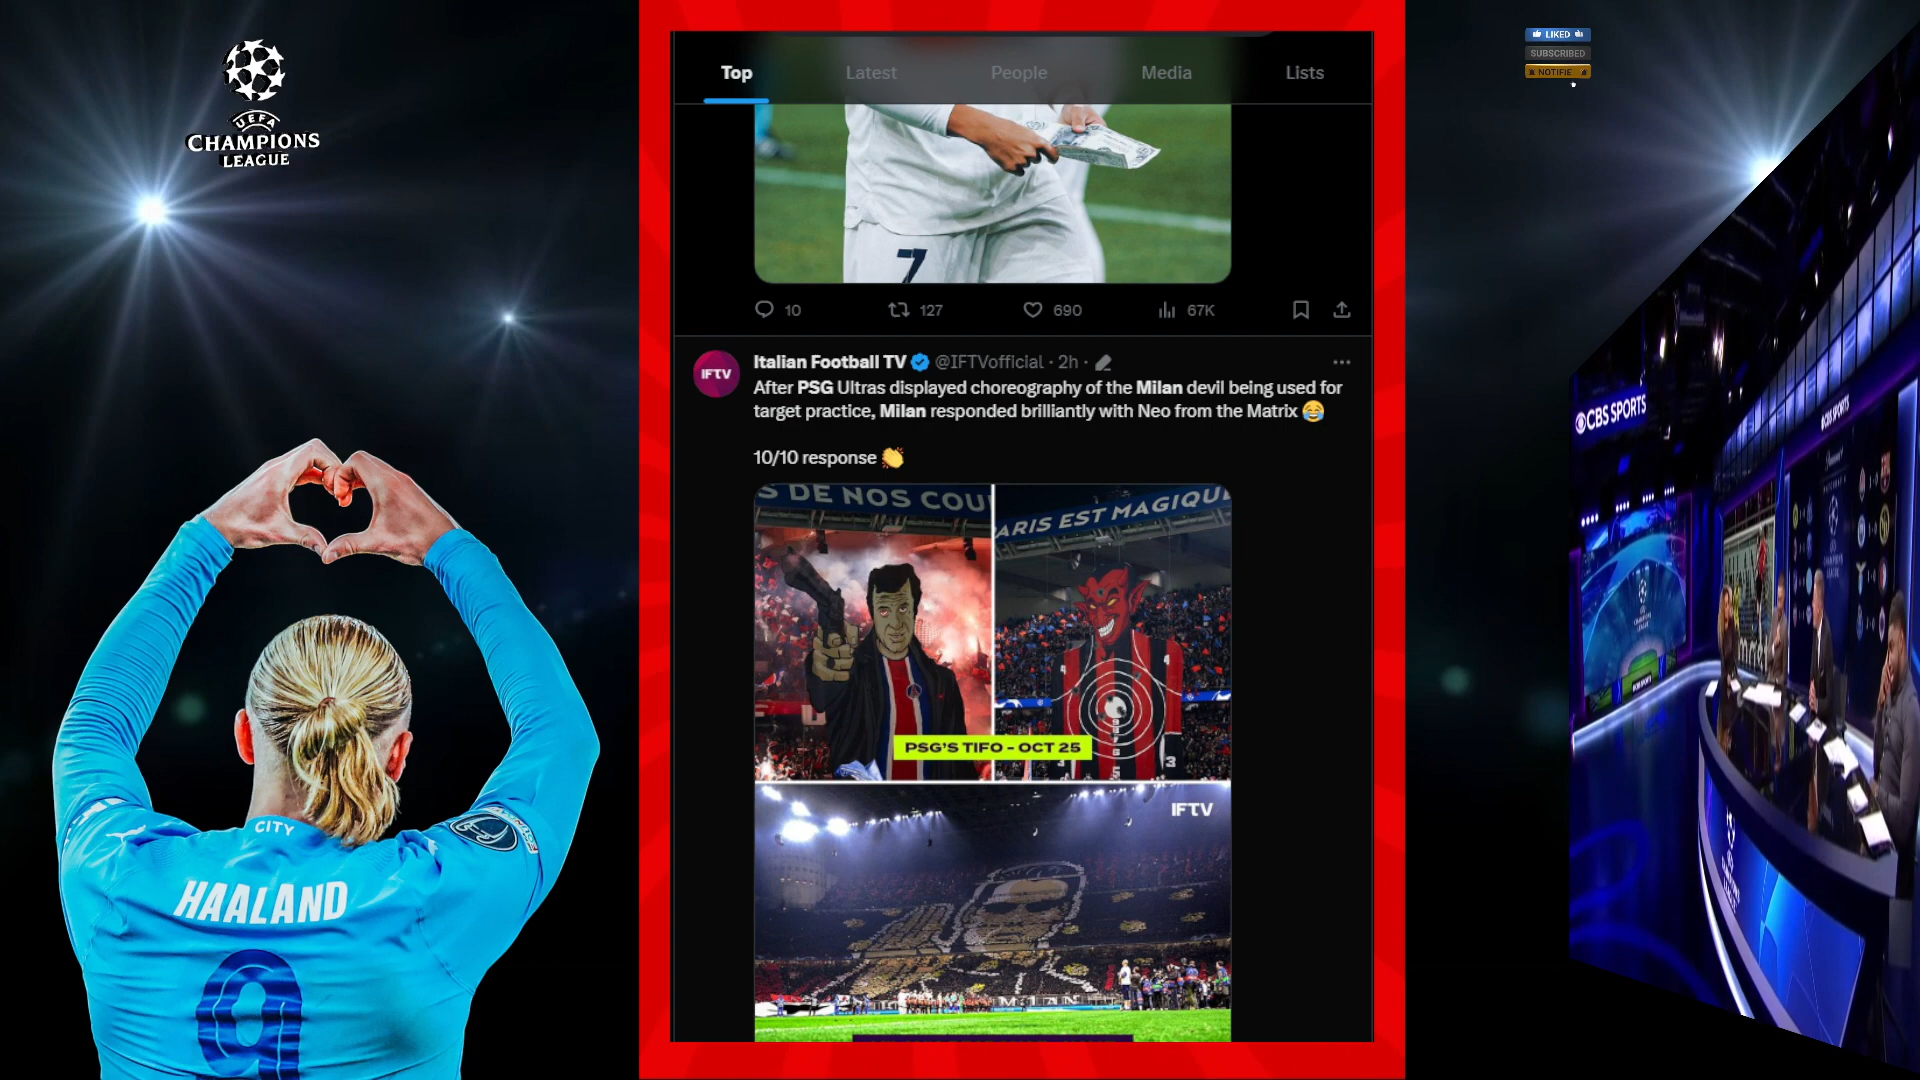 UEFA
CHAMPIONS
LEAGUE
CITY
HAALAND
9
Top
Latest
People
Media
Lists
7
10
127
690
67K
IFTV
Italian Football TV @IFTVofficial · 2h ·
After PSG Ultras displayed choreography of the Milan devil being used for
target practice, Milan responded brilliantly with Neo from the Matrix 😂
10/10 response 👏
S DE NOS COU
ARIS EST MAGIQU
PSG'S TIFO - OCT 25
IFTV
MILAN
LIKED
SUBSCRIBED
NOTIFIE
CBS SPORTS
CBS SPORTS